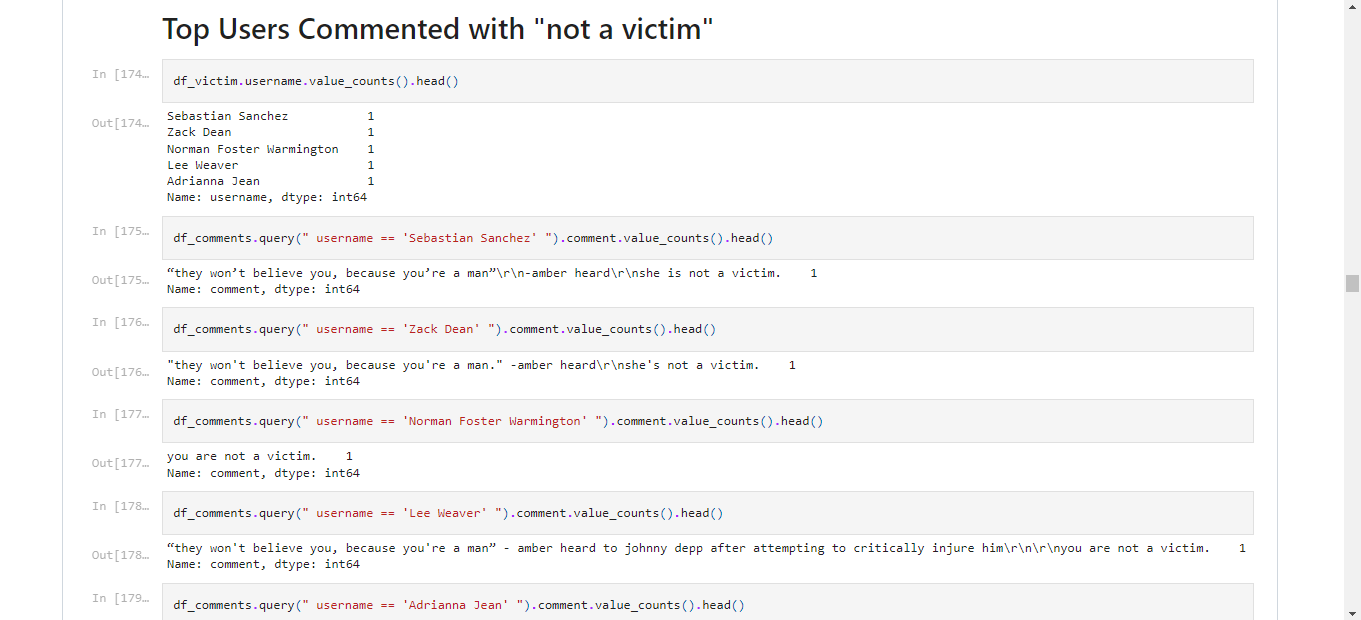 Top Users Commented with "not a victim"
In [174…
df_victim.username.value_counts().head()
Out[174…
Sebastian Sanchez 1
Zack Dean 1
Norman Foster Warmington 1
Lee Weaver 1
Adrianna Jean 1
Name: username, dtype: int64
In [175…
df_comments.query(" username == 'Sebastian Sanchez' ").comment.value_counts().head()
Out[175…
“they won’t believe you, because you’re a man”\r\n-amber heard\r\nshe is not a victim. 1
Name: comment, dtype: int64
In [176…
df_comments.query(" username == 'Zack Dean' ").comment.value_counts().head()
Out[176…
"they won't believe you, because you're a man." -amber heard\r\nshe's not a victim. 1
Name: comment, dtype: int64
In [177…
df_comments.query(" username == 'Norman Foster Warmington' ").comment.value_counts().head()
Out[177…
you are not a victim. 1
Name: comment, dtype: int64
In [178…
df_comments.query(" username == 'Lee Weaver' ").comment.value_counts().head()
Out[178…
“they won't believe you, because you're a man” - amber heard to johnny depp after attempting to critically injure him\r\n\r\nyou are not a victim. 1
Name: comment, dtype: int64
In [179…
df_comments.query(" username == 'Adrianna Jean' ").comment.value_counts().head()